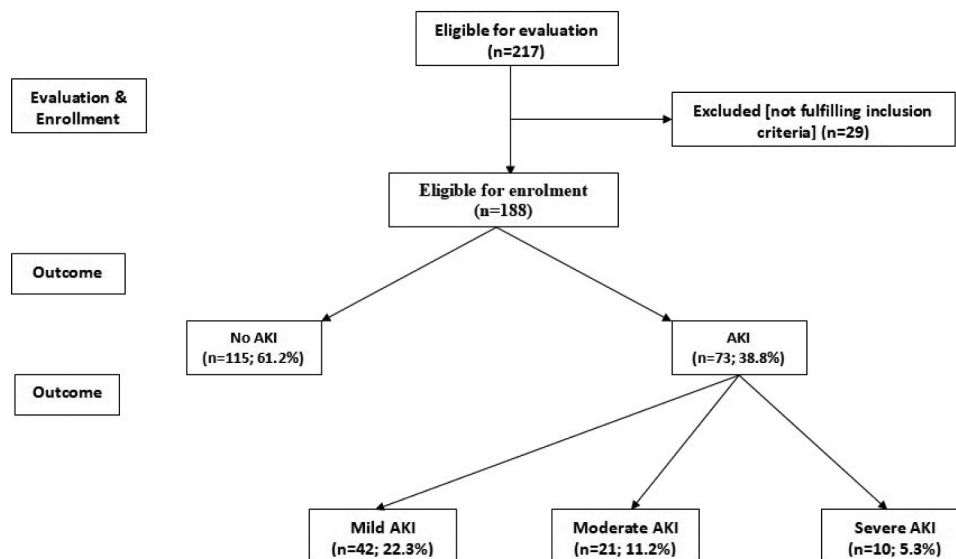 Eligible for evaluation
(n=217)
Evaluation &
Enrollment
Excluded [not fulfilling inclusion
criteria] (n=29)
Eligible for enrolment
(n=188)
Outcome
No AKI
(n=115; 61.2%)
AKI
(n=73; 38.8%)
Outcome
Mild AKI
(n=42; 22.3%)
Moderate AKI
(n=21; 11.2%)
Severe AKI
(n=10; 5.3%)